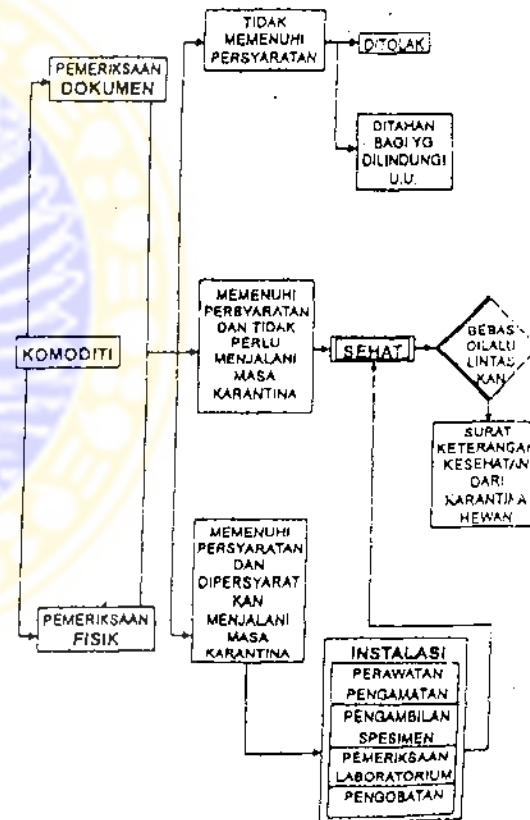 TIDAK
MEMENUHI
PERSYARATAN
DITOLAK
PEMERIKSAAN
DOKUMEN
DITAHAN
BAGI YG
DILINDUNGI
U.U.
MEMENUHI
PERSYARATAN
DAN TIDAK
PERLU
MENJALANI
MASA
KARANTINA
KOMODITI
SEHAT
BEBAS
DILALU
LINTAS
KAN
SURAT
KETERANGAN
KESEHATAN
DARI
KARANTINA
HEWAN
MEMENUHI
PERSYARATAN
DAN
DIPERSYARAT
KAN
MENJALANI
MASA
KARANTINA
PEMERIKSAAN
FISIK
INSTALASI
PERAWATAN
PENGAMATAN
PENGAMBILAN
SPESIMEN
PEMERIKSAAN
LABORATORIUM
PENGOBATAN